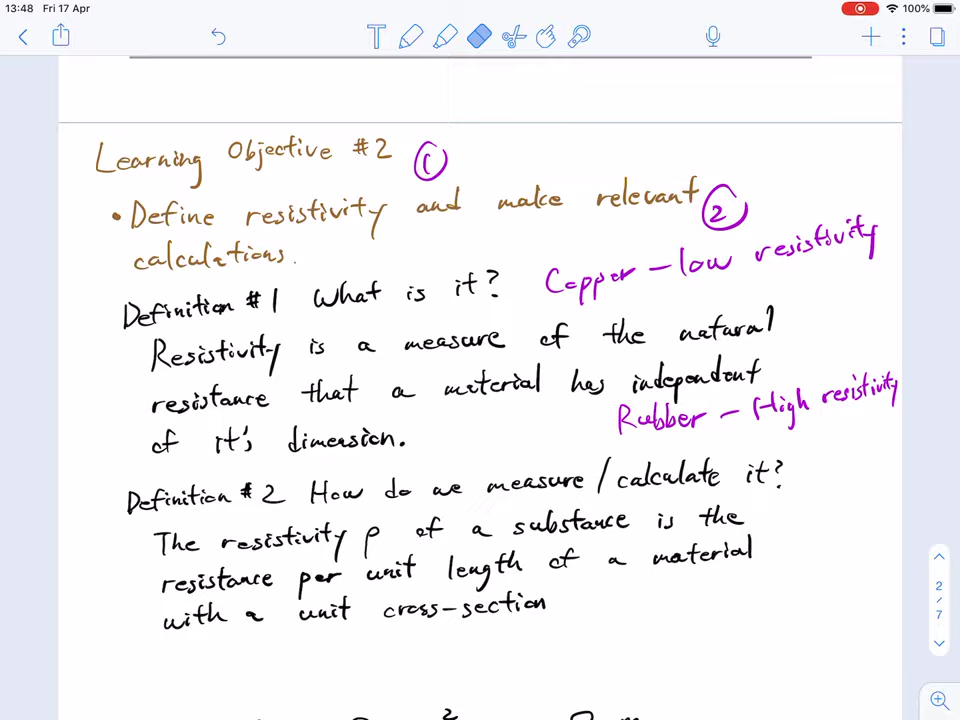 13:48 Fri 17 Apr
100%
Learning Objective #2 ①
• Define resistivity and make relevant ②
calculations.
Copper – low resistivity
Definition #1 What is it?
Resistivity is a measure of the natural
resistance that a material has independent
Rubber – High resistivity
of it's dimension.
Definition #2 How do we measure/calculate it?
The resistivity ρ of a substance is the
resistance per unit length of a material
with a unit cross-section
2
/
7